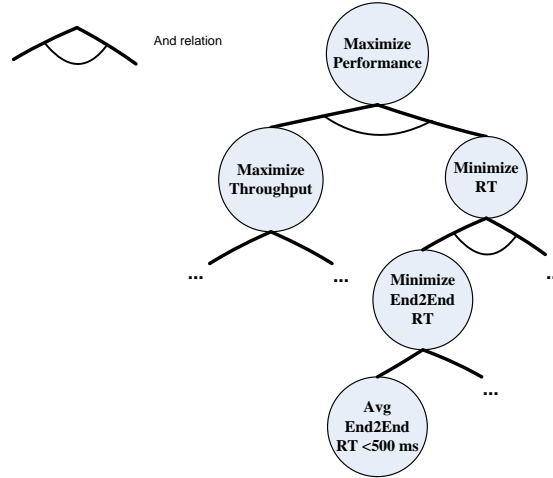 And relation
Maximize
Performance
Maximize
Throughput
Minimize
RT
...
...
Minimize
End2End
RT
...
...
Avg
End2End
RT <500 ms